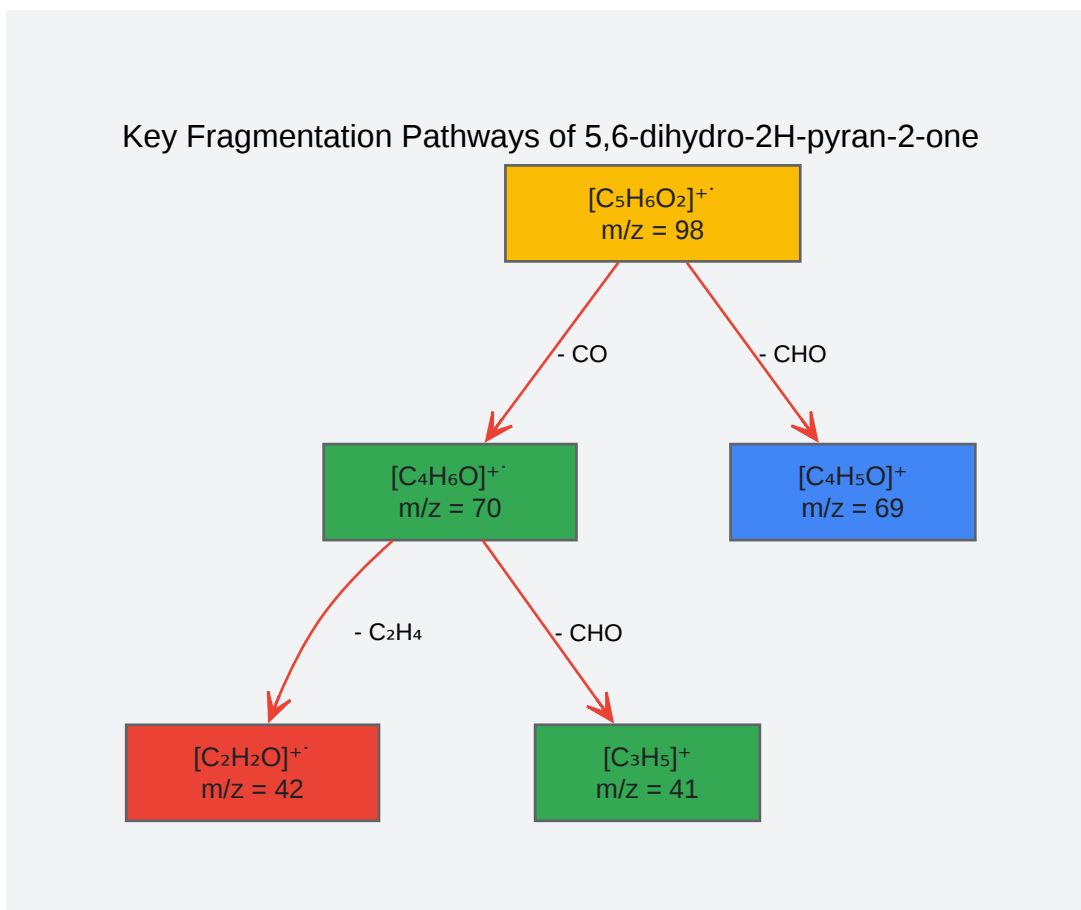 Key Fragmentation Pathways of 5,6-dihydro-2H-pyran-2-one
[C₅H₆O₂]⁺˙
m/z = 98
- CO
- CHO
[C₄H₆O]⁺˙
m/z = 70
[C₄H₅O]⁺
m/z = 69
- C₂H₄
- CHO
[C₂H₂O]⁺˙
m/z = 42
[C₃H₅]⁺
m/z = 41